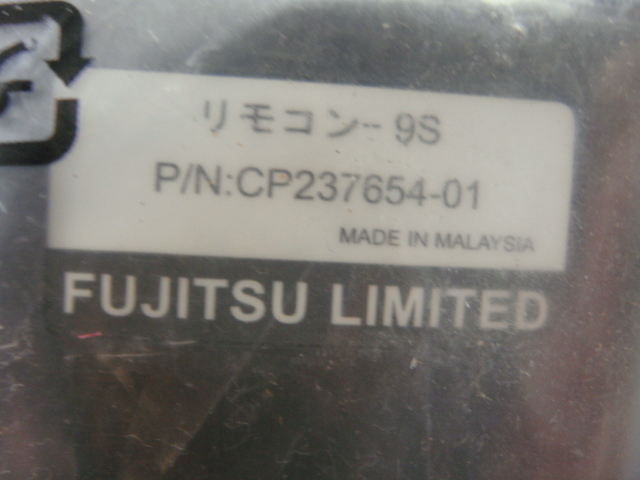 リモコン-- 9S
P/N:CP237654-01
MADE IN MALAYSIA
FUJITSU LIMITED